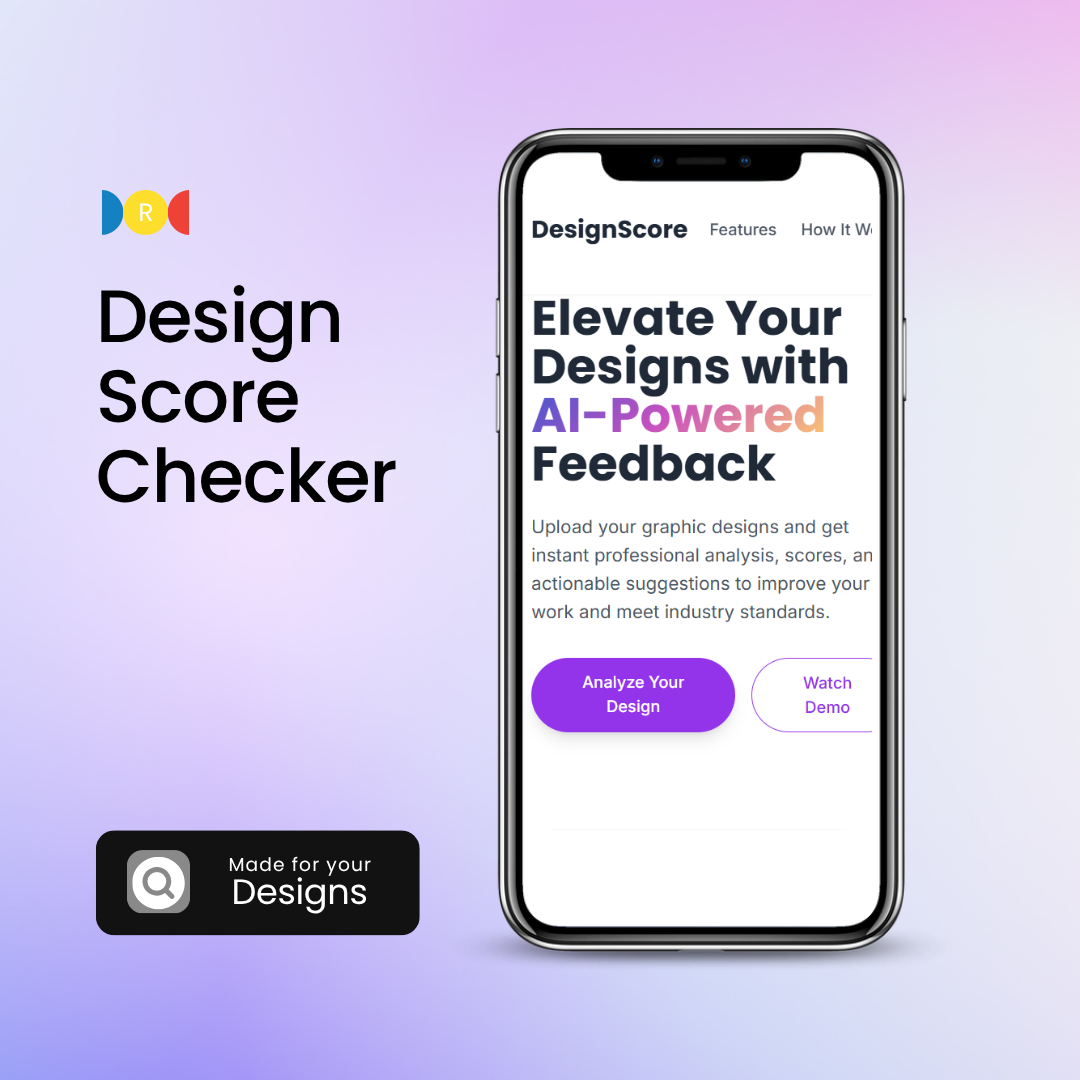 R
Design
Score
Checker
Made for your
Designs
DesignScore Features How It
Elevate Your
Designs with
AI-Powered
Feedback
Upload your graphic designs and get
instant professional analysis, scores, an
actionable suggestions to improve your
work and meet industry standards.
Analyze Your
Design
Watch
Demo